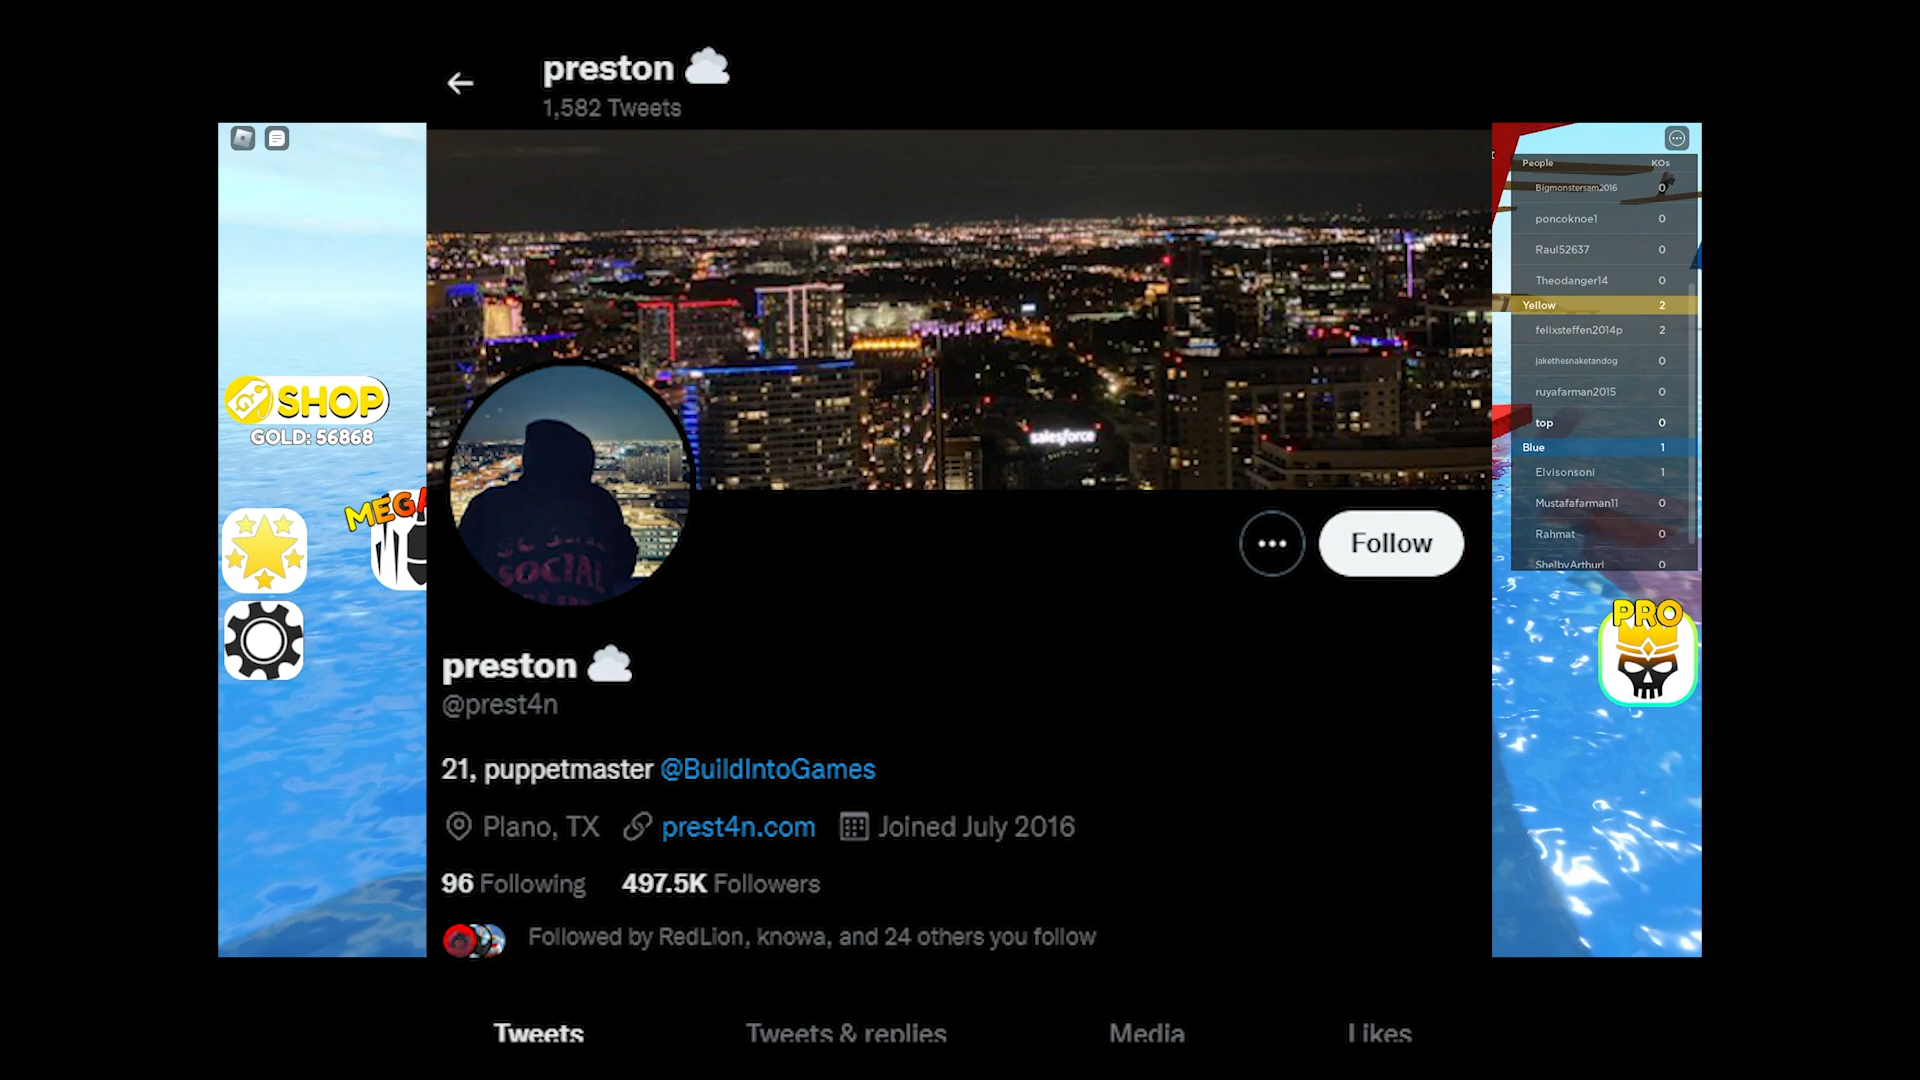 preston
1,582 Tweets
salesforce
SOCIAL
Follow
preston
@prest4n
21, puppetmaster @BuildIntoGames
Plano, TX prest4n.com Joined July 2016
96 Following 497.5K Followers
Followed by RedLion, knowa, and 24 others you follow
Tweets Tweets & replies Media Likes
SHOP
GOLD: 56868
MEGA
People KOs
Bigmonstersam2016 0
poncoknoe1 0
Raul52637 0
Theodanger14 0
Yellow 2
felixsteffen2014p 2
jakethesnaketandog 0
ruyafarman2015 0
top 0
Blue 1
Elvisonsoni 1
Mustafafarman11 0
Rahmat 0
ShelbyArthurl 0
PRO